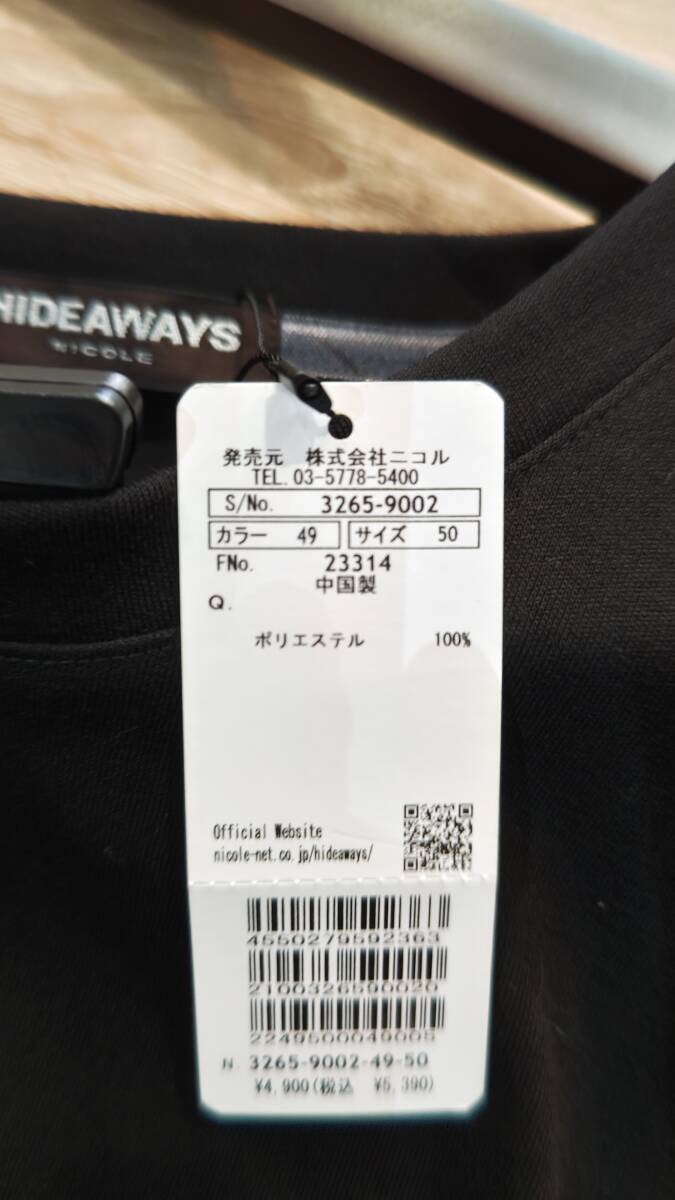 HIDEAWAYS
NICOLE
発売元 株式会社ニコル
TEL.03-5778-5400
S/No. 3265-9002
カラー 49 サイズ 50
FNo. 23314
中国製
Q.
ポリエステル 100%
Official Website
nicole-net.co.jp/hideaways/
4550279592363
2100326590020
2249500049005
N. 3265-9002-49-50
¥4,900(税込 ¥5,390)